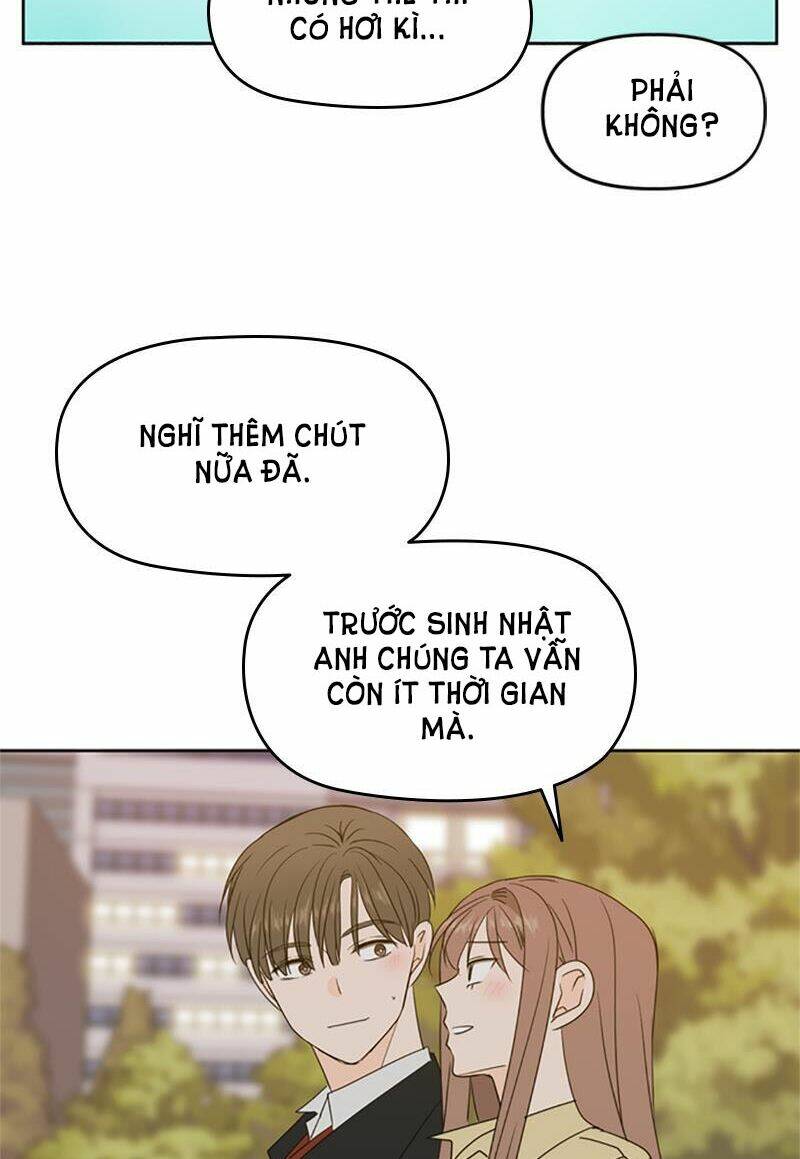 CÓ HƠI KÌ...
PHẢI
KHÔNG?
NGHĨ THÊM CHÚT
NỮA ĐÃ.
TRƯỚC SINH NHẬT
ANH CHÚNG TA VẪN
CÒN ÍT THỜI GIAN
MÀ.